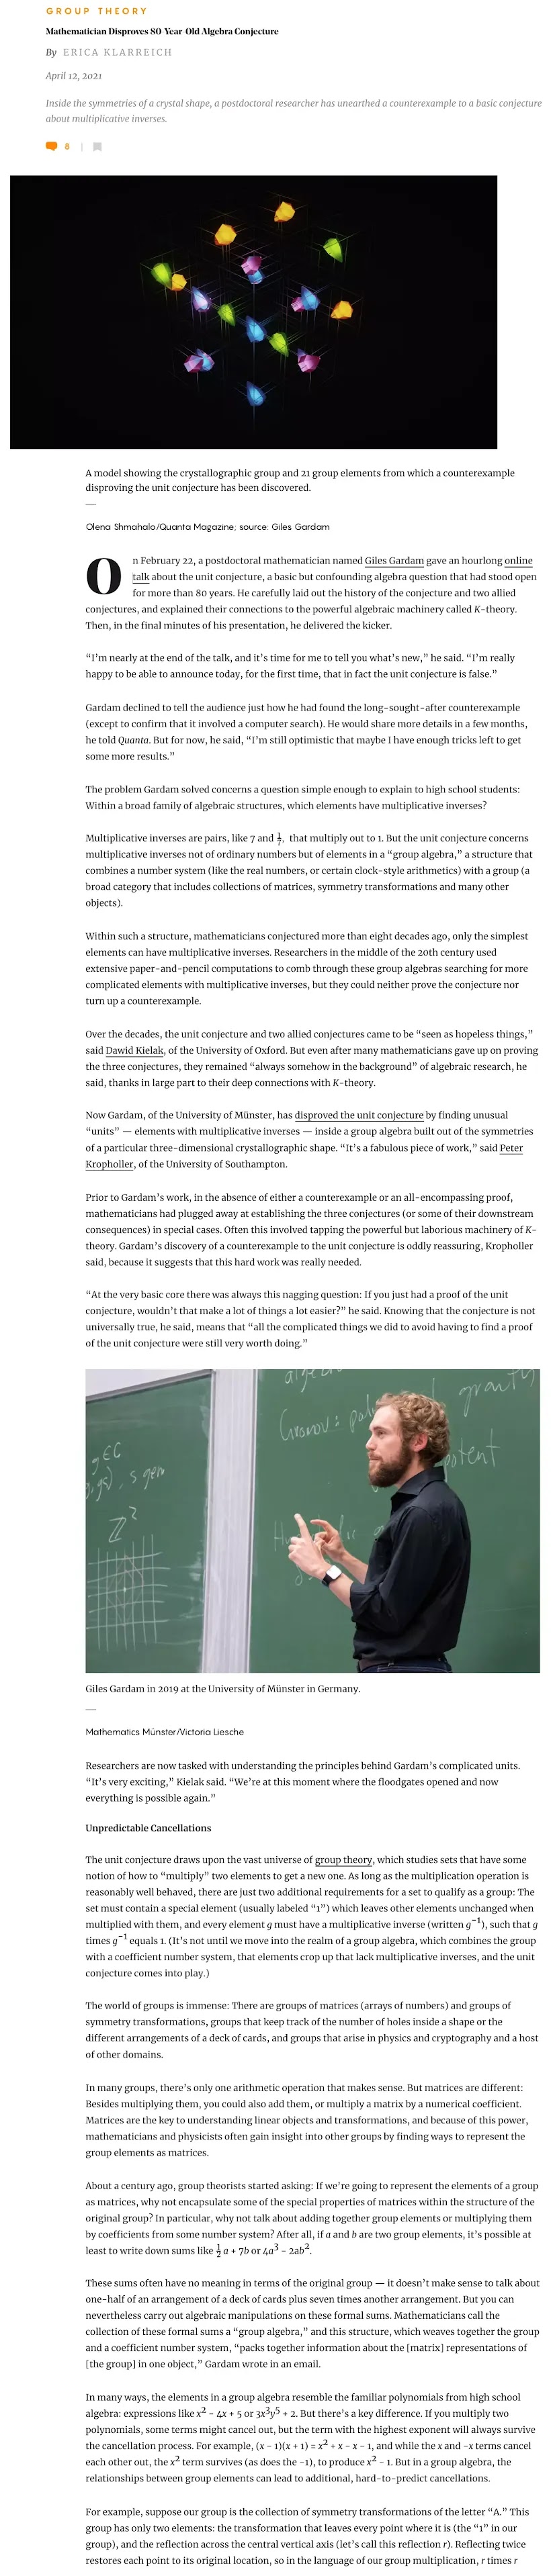 GROUP THEORY
Mathematician Disproves 80-Year-Old Algebra Conjecture
By ERICA KLARREICH
April 12, 2021
Inside the symmetries of a crystal shape, a postdoctoral researcher has unearthed a counterexample to a basic conjecture
about multiplicative inverses.
8
A model showing the crystallographic group and 21 group elements from which a counterexample
disproving the unit conjecture has been discovered.
—
Olena Shmahalo/Quanta Magazine; source: Giles Gardam
On February 22, a postdoctoral mathematician named Giles Gardam gave an hourlong online
talk about the unit conjecture, a basic but confounding algebra question that had stood open
for more than 80 years. He carefully laid out the history of the conjecture and two allied
conjectures, and explained their connections to the powerful algebraic machinery called K-theory.
Then, in the final minutes of his presentation, he delivered the kicker.
“I’m nearly at the end of the talk, and it’s time for me to tell you what’s new,” he said. “I’m really
happy to be able to announce today, for the first time, that in fact the unit conjecture is false.”
Gardam declined to tell the audience just how he had found the long-sought-after counterexample
(except to confirm that it involved a computer search). He would share more details in a few months,
he told Quanta. But for now, he said, “I’m still optimistic that maybe I have enough tricks left to get
some more results.”
The problem Gardam solved concerns a question simple enough to explain to high school students:
Within a broad family of algebraic structures, which elements have multiplicative inverses?
Multiplicative inverses are pairs, like 7 and 1/7, that multiply out to 1. But the unit conjecture concerns
multiplicative inverses not of ordinary numbers but of elements in a “group algebra,” a structure that
combines a number system (like the real numbers, or certain clock-style arithmetics) with a group (a
broad category that includes collections of matrices, symmetry transformations and many other
objects).
Within such a structure, mathematicians conjectured more than eight decades ago, only the simplest
elements can have multiplicative inverses. Researchers in the middle of the 20th century used
extensive paper-and-pencil computations to comb through these group algebras searching for more
complicated elements with multiplicative inverses, but they could neither prove the conjecture nor
turn up a counterexample.
Over the decades, the unit conjecture and two allied conjectures came to be “seen as hopeless things,”
said Dawid Kielak, of the University of Oxford. But even after many mathematicians gave up on proving
the three conjectures, they remained “always somehow in the background” of algebraic research, he
said, thanks in large part to their deep connections with K-theory.
Now Gardam, of the University of Münster, has disproved the unit conjecture by finding unusual
“units” — elements with multiplicative inverses — inside a group algebra built out of the symmetries
of a particular three-dimensional crystallographic shape. “It’s a fabulous piece of work,” said Peter
Kropholler, of the University of Southampton.
Prior to Gardam’s work, in the absence of either a counterexample or an all-encompassing proof,
mathematicians had plugged away at establishing the three conjectures (or some of their downstream
consequences) in special cases. Often this involved tapping the powerful but laborious machinery of K-
theory. Gardam’s discovery of a counterexample to the unit conjecture is oddly reassuring, Kropholler
said, because it suggests that this hard work was really needed.
“At the very basic core there was always this nagging question: If you just had a proof of the unit
conjecture, wouldn’t that make a lot of things a lot easier?” he said. Knowing that the conjecture is not
universally true, he said, means that “all the complicated things we did to avoid having to find a proof
of the unit conjecture were still very worth doing.”
Giles Gardam in 2019 at the University of Münster in Germany.
—
Mathematics Münster/Victoria Liesche
Researchers are now tasked with understanding the principles behind Gardam’s complicated units.
“It’s very exciting,” Kielak said. “We’re at this moment where the floodgates opened and now
everything is possible again.”
Unpredictable Cancellations
The unit conjecture draws upon the vast universe of group theory, which studies sets that have some
notion of how to “multiply” two elements to get a new one. As long as the multiplication operation is
reasonably well behaved, there are just two additional requirements for a set to qualify as a group: The
set must contain a special element (usually labeled “1”) which leaves other elements unchanged when
multiplied with them, and every element g must have a multiplicative inverse (written g⁻¹), such that g
times g⁻¹ equals 1. (It’s not until we move into the realm of a group algebra, which combines the group
with a coefficient number system, that elements crop up that lack multiplicative inverses, and the unit
conjecture comes into play.)
The world of groups is immense: There are groups of matrices (arrays of numbers) and groups of
symmetry transformations, groups that keep track of the number of holes inside a shape or the
different arrangements of a deck of cards, and groups that arise in physics and cryptography and a host
of other domains.
In many groups, there’s only one arithmetic operation that makes sense. But matrices are different:
Besides multiplying them, you could also add them, or multiply a matrix by a numerical coefficient.
Matrices are the key to understanding linear objects and transformations, and because of this power,
mathematicians and physicists often gain insight into other groups by finding ways to represent the
group elements as matrices.
About a century ago, group theorists started asking: If we’re going to represent the elements of a group
as matrices, why not encapsulate some of the special properties of matrices within the structure of the
original group? In particular, why not talk about adding together group elements or multiplying them
by coefficients from some number system? After all, if a and b are two group elements, it’s possible at
least to write down sums like 1/2 a + 7b or 4a³ − 2ab².
These sums often have no meaning in terms of the original group — it doesn’t make sense to talk about
one-half of an arrangement of a deck of cards plus seven times another arrangement. But you can
nevertheless carry out algebraic manipulations on these formal sums. Mathematicians call the
collection of these formal sums a “group algebra,” and this structure, which weaves together the group
and a coefficient number system, “packs together information about the [matrix] representations of
[the group] in one object,” Gardam wrote in an email.
In many ways, the elements in a group algebra resemble the familiar polynomials from high school
algebra: expressions like x² − 4x + 5 or 3x³y⁵ + 2. But there’s a key difference. If you multiply two
polynomials, some terms might cancel out, but the term with the highest exponent will always survive
the cancellation process. For example, (x − 1)(x + 1) = x² + x − x − 1, and while the x and -x terms cancel
each other out, the x² term survives (as does the −1), to produce x² − 1. But in a group algebra, the
relationships between group elements can lead to additional, hard-to-predict cancellations.
For example, suppose our group is the collection of symmetry transformations of the letter “A.” This
group has only two elements: the transformation that leaves every point where it is (the “1” in our
group), and the reflection across the central vertical axis (let’s call this reflection r). Reflecting twice
restores each point to its original location, so in the language of our group multiplication, r times r